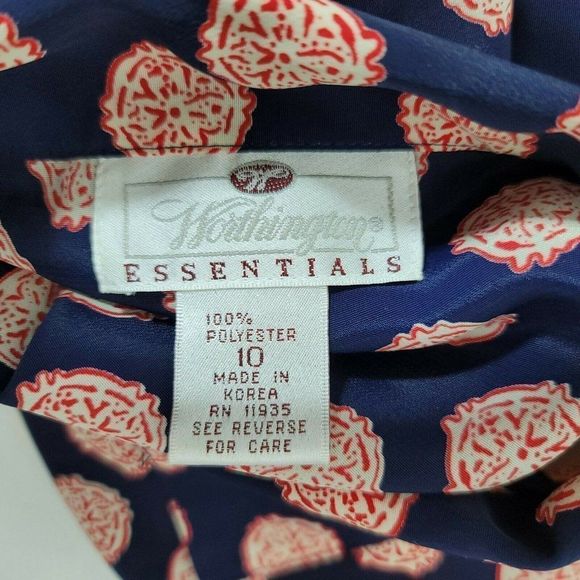 W
Worthington®
ESSENTIALS
100%
POLYESTER
10
MADE IN
KOREA
RN 11935
SEE REVERSE
FOR CARE